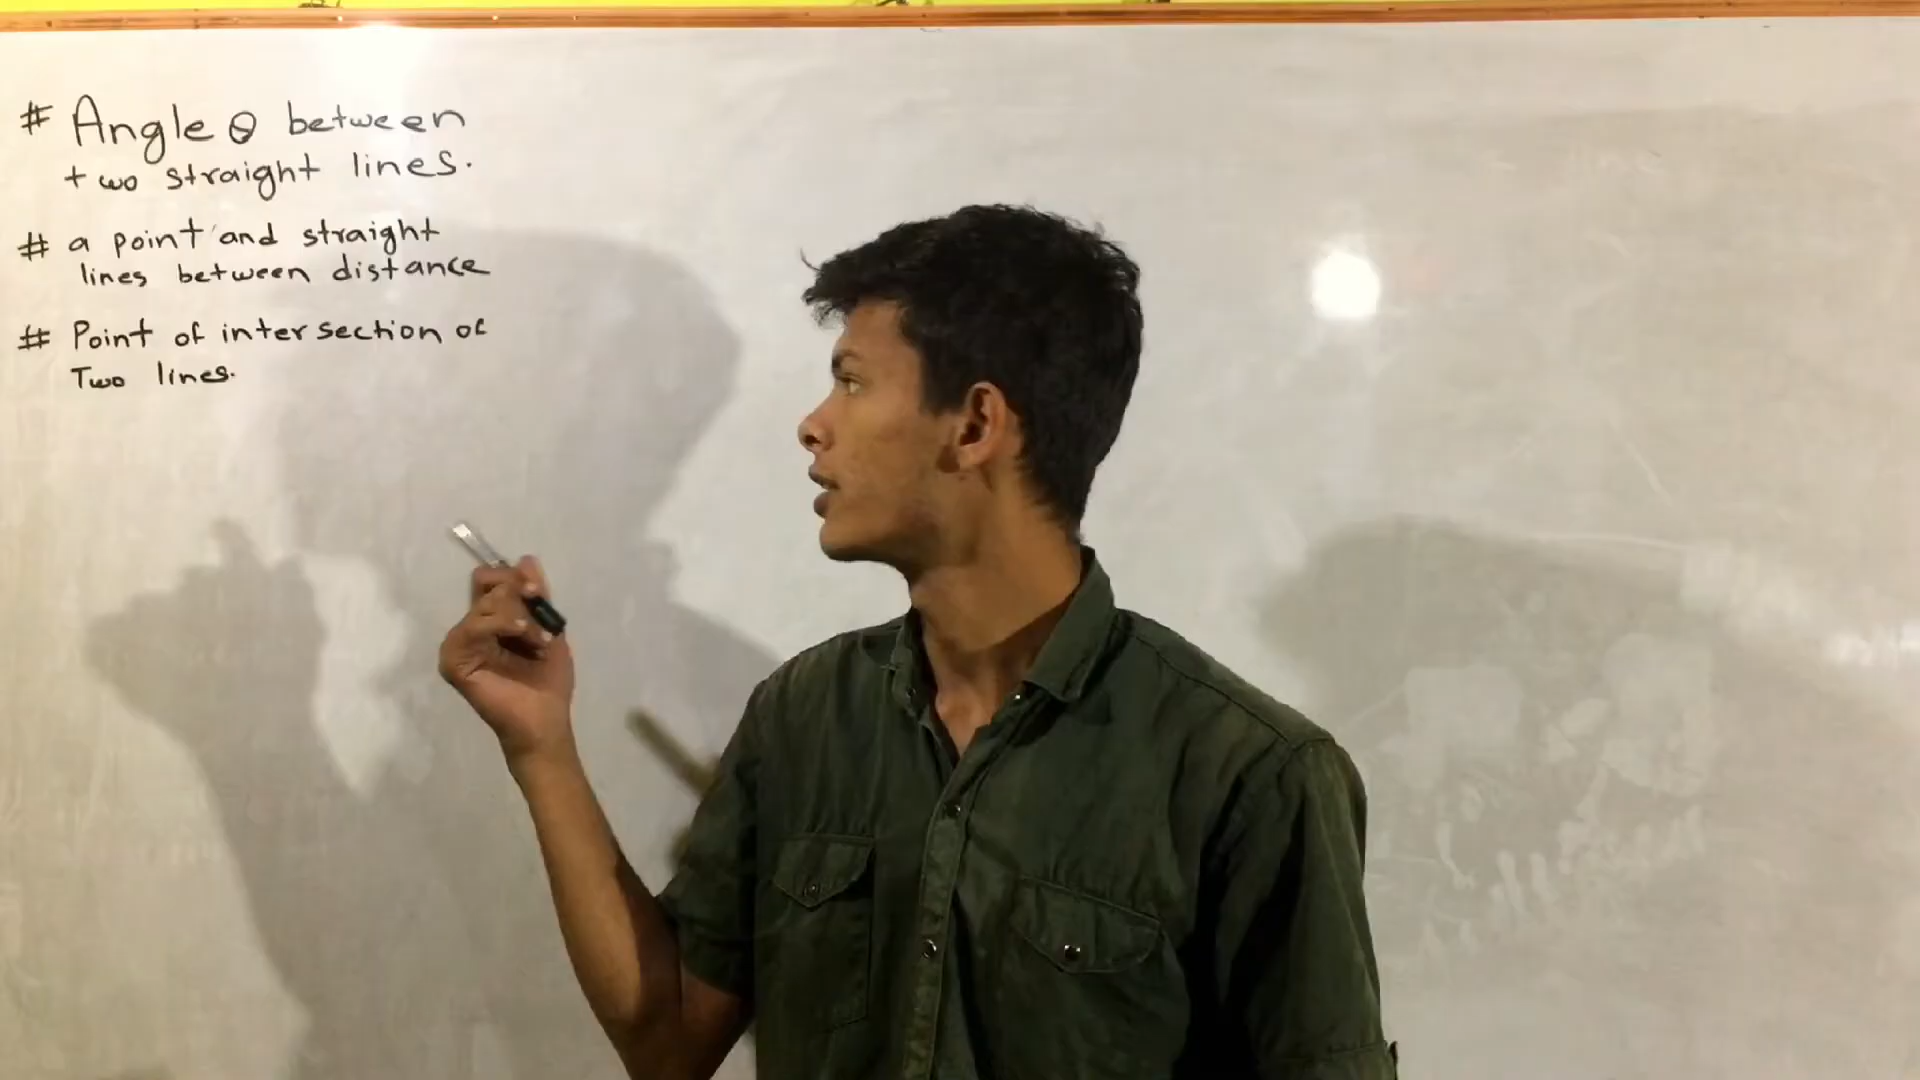 # Angle θ between
two straight lines.
# a point and straight
lines between distance
# Point of intersection of
Two lines.